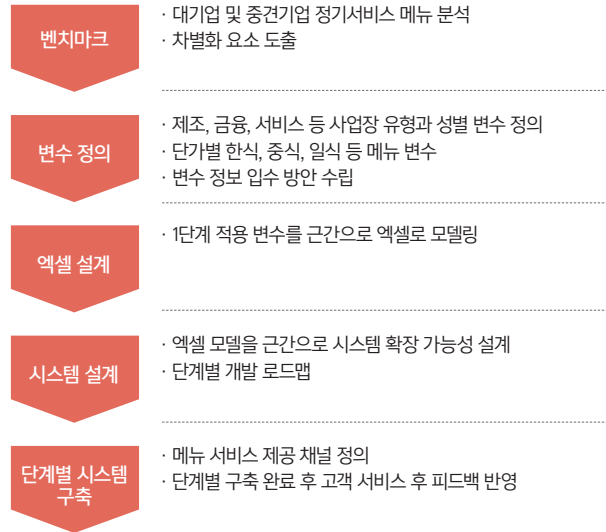 벤치마크
· 대기업 및 중견기업 정기서비스 메뉴 분석
· 차별화 요소 도출
변수 정의
· 제조, 금융, 서비스 등 사업장 유형과 성별 변수 정의
· 단가별 한식, 중식, 일식 등 메뉴 변수
· 변수 정보 입수 방안 수립
엑셀 설계
· 1단계 적용 변수를 근간으로 엑셀로 모델링
시스템 설계
· 엑셀 모델을 근간으로 시스템 확장 가능성 설계
· 단계별 개발 로드맵
단계별 시스템
구축
· 메뉴 서비스 제공 채널 정의
· 단계별 구축 완료 후 고객 서비스 후 피드백 반영